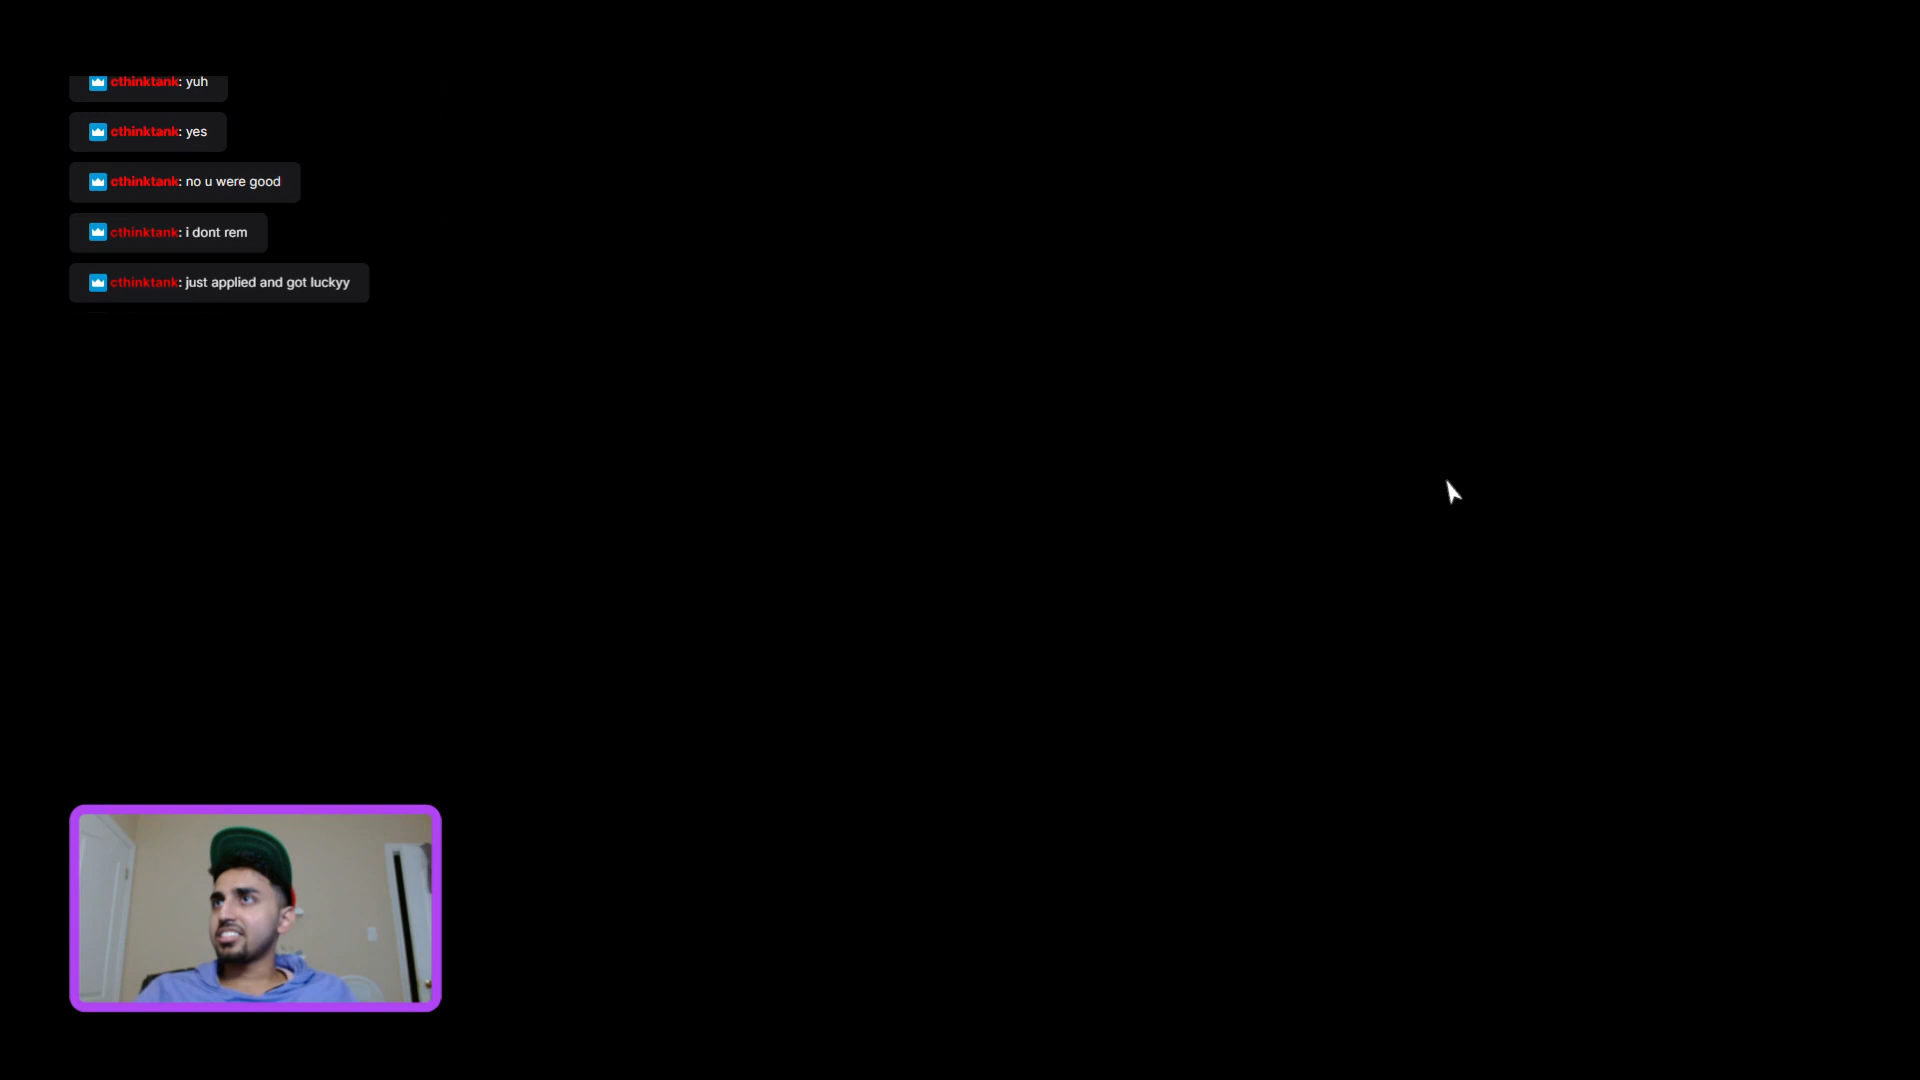 cthinktank: yuh
cthinktank: yes
cthinktank: no u were good
cthinktank: i dont rem
cthinktank: just applied and got luckyy